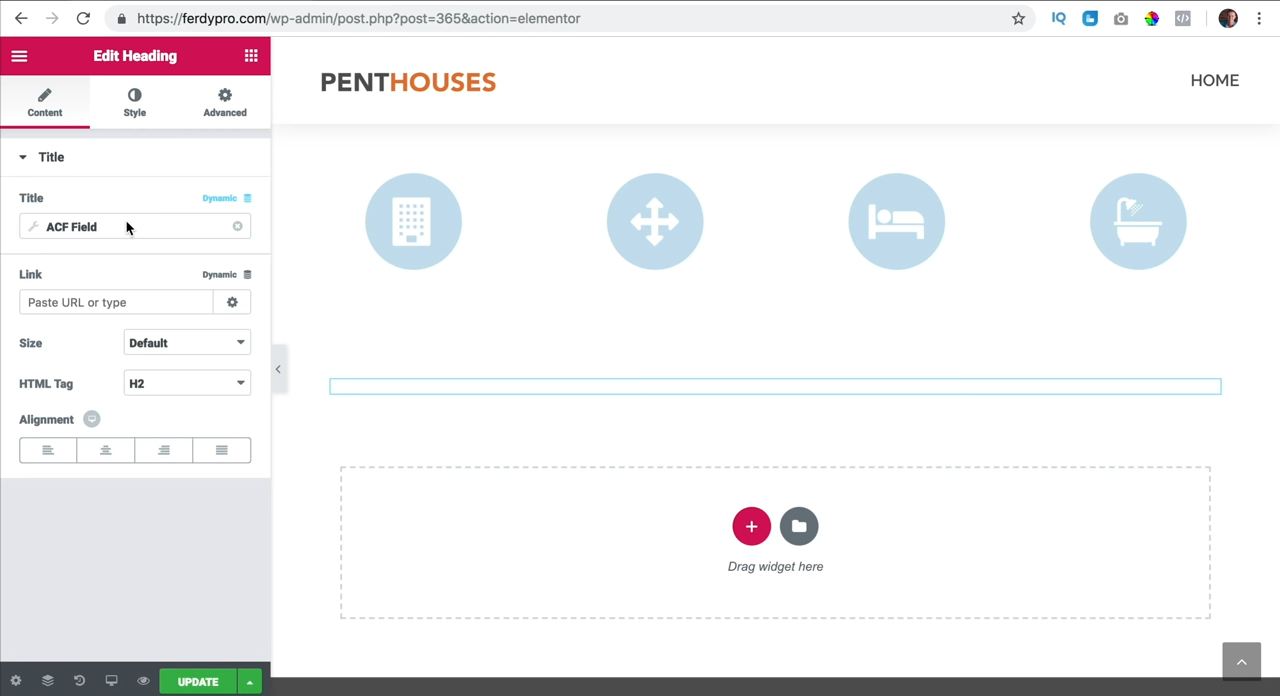 https://ferdypro.com/wp-admin/post.php?post=365&action=elementor
IQ
Edit Heading
Content
Style
Advanced
PENTHOUSES
HOME
Title
Title
Dynamic
ACF Field
Link
Dynamic
Paste URL or type
Size
Default
HTML Tag
H2
Alignment
Drag widget here
UPDATE